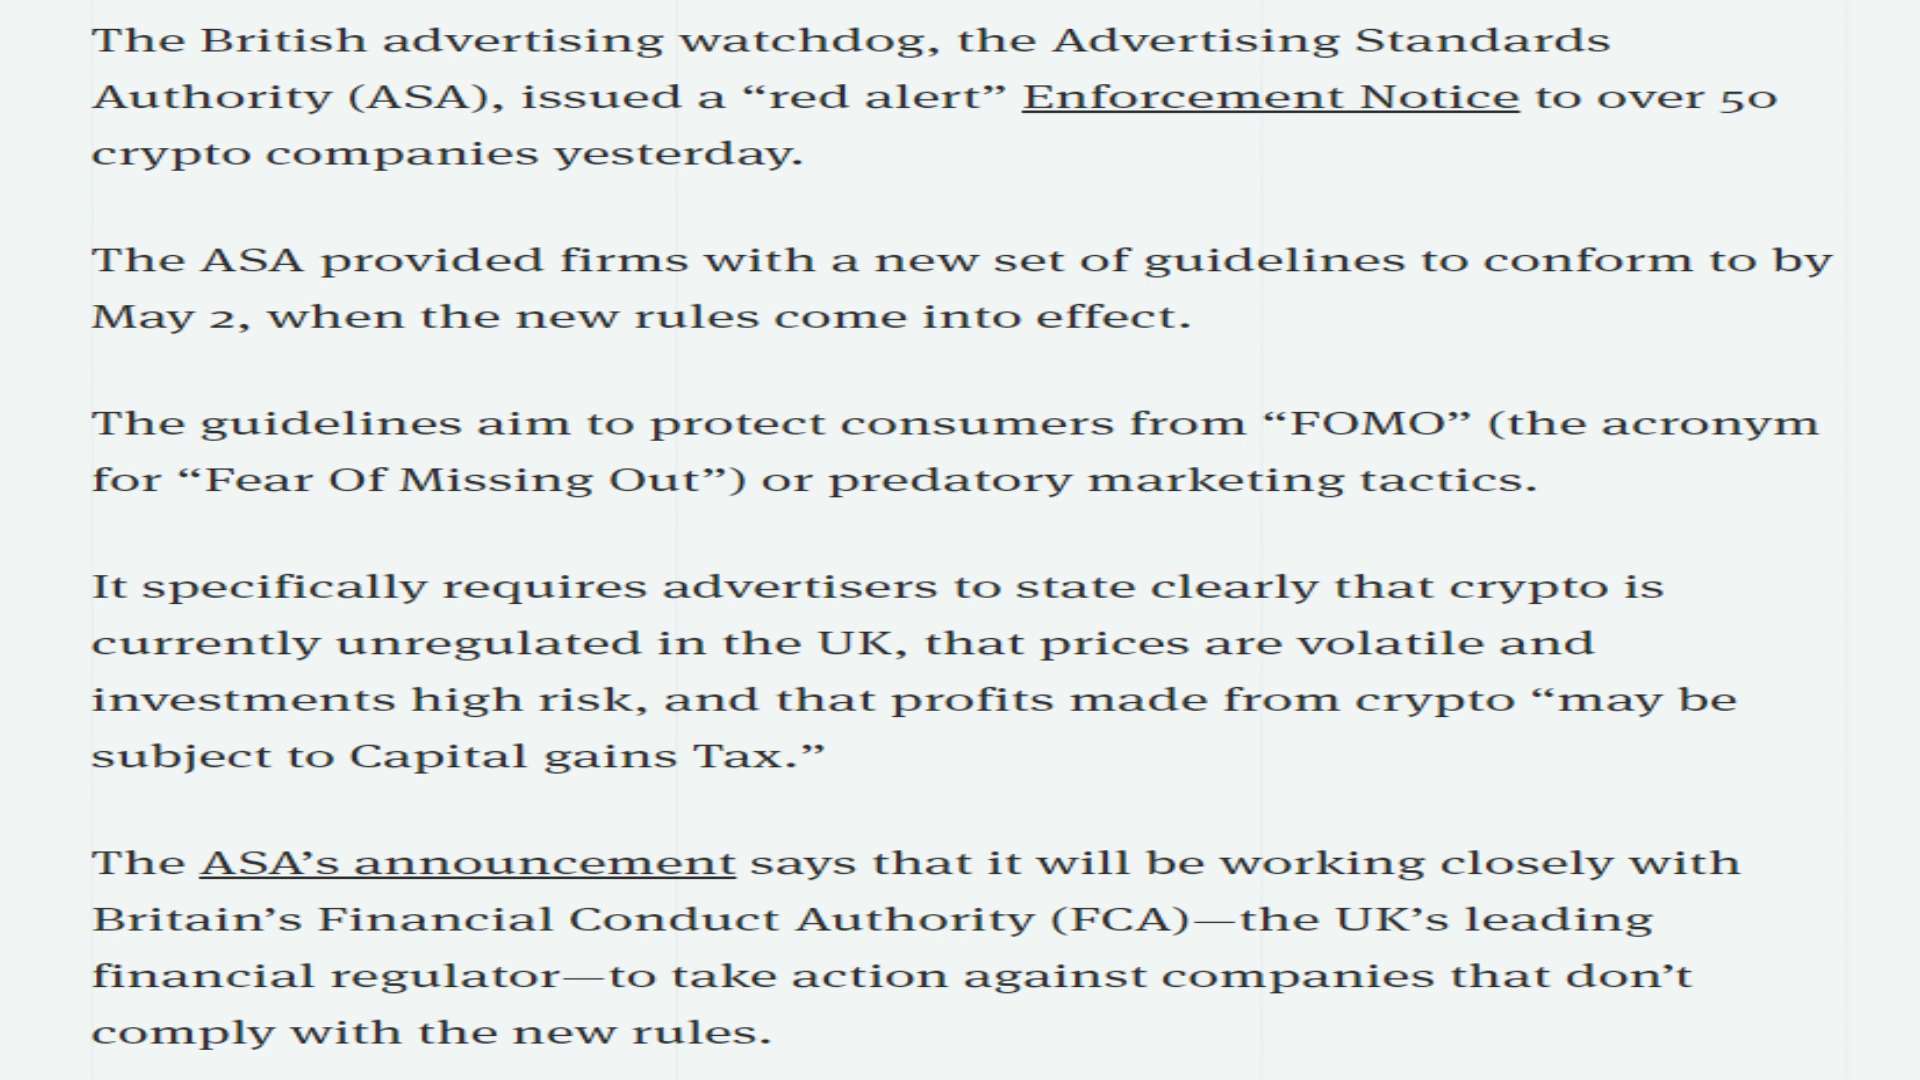 The British advertising watchdog, the Advertising Standards
Authority (ASA), issued a “red alert” Enforcement Notice to over 50
crypto companies yesterday.
The ASA provided firms with a new set of guidelines to conform to by
May 2, when the new rules come into effect.
The guidelines aim to protect consumers from “FOMO” (the acronym
for “Fear Of Missing Out”) or predatory marketing tactics.
It specifically requires advertisers to state clearly that crypto is
currently unregulated in the UK, that prices are volatile and
investments high risk, and that profits made from crypto “may be
subject to Capital gains Tax.”
The ASA’s announcement says that it will be working closely with
Britain’s Financial Conduct Authority (FCA)—the UK’s leading
financial regulator—to take action against companies that don’t
comply with the new rules.